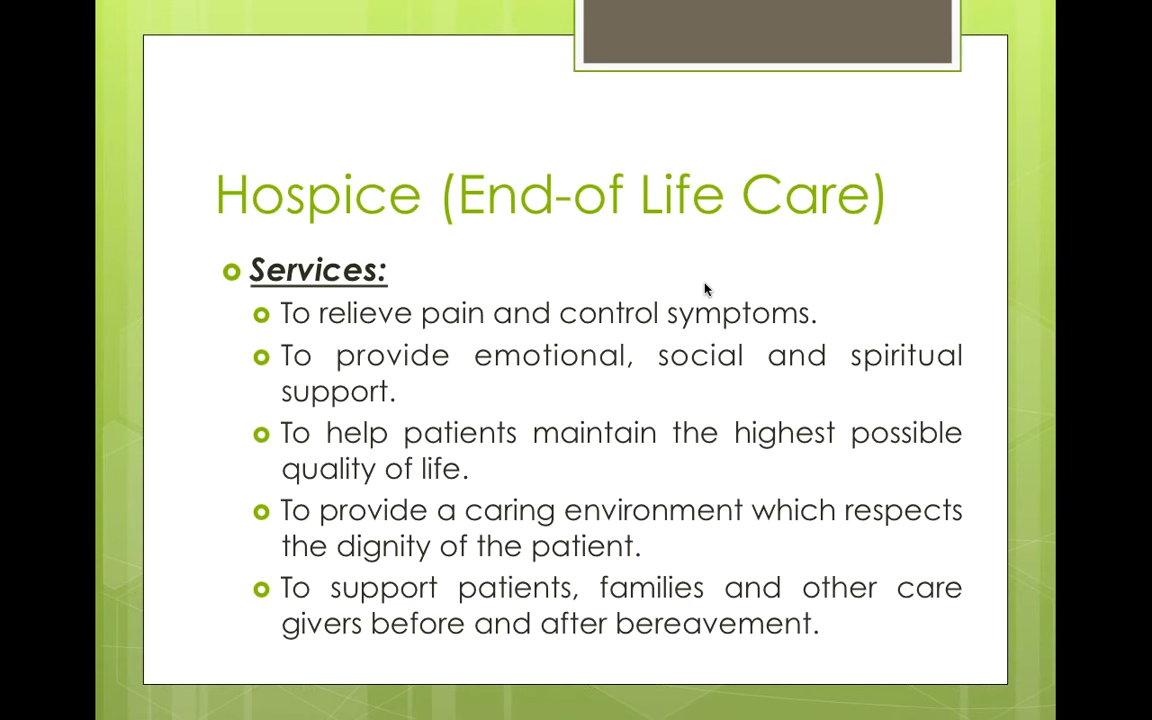 Hospice (End-of Life Care)
Services:
To relieve pain and control symptoms.
To provide emotional, social and spiritual
support.
To help patients maintain the highest possible
quality of life.
To provide a caring environment which respects
the dignity of the patient.
To support patients, families and other care
givers before and after bereavement.